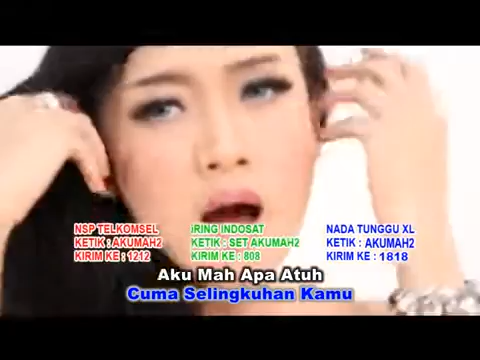 NSP TELKOMSEL
KETIK : AKUMAH2
KIRIM KE : 1212
iRING INDOSAT
KETIK : SET AKUMAH2
KIRIM KE : 808
NADA TUNGGU XL
KETIK : AKUMAH2
KIRIM KE : 1818
Aku Mah Apa Atuh
Cuma Selingkuhan Kamu